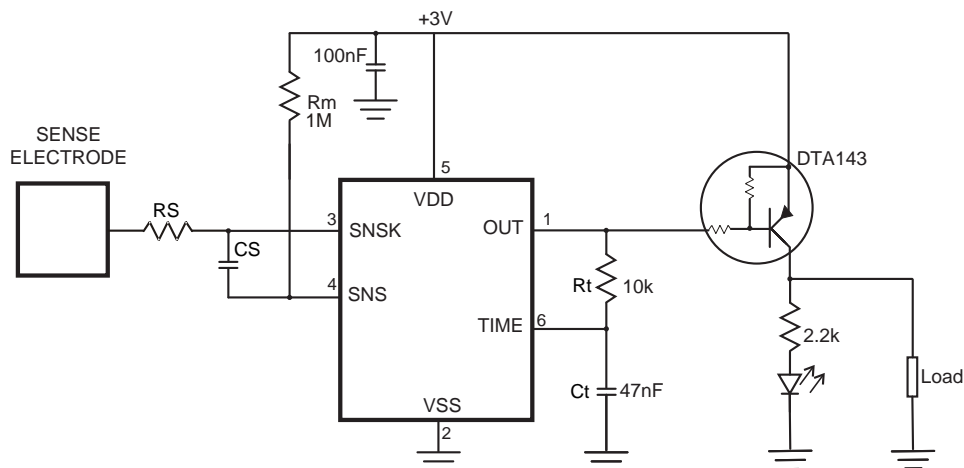 +3V
100nF
Rm
1M
SENSE
ELECTRODE
DTA143
5
VDD
RS
3
SNSK
OUT
1
CS
4
SNS
Rt
10k
TIME
6
2.2k
Ct
47nF
Load
VSS
2